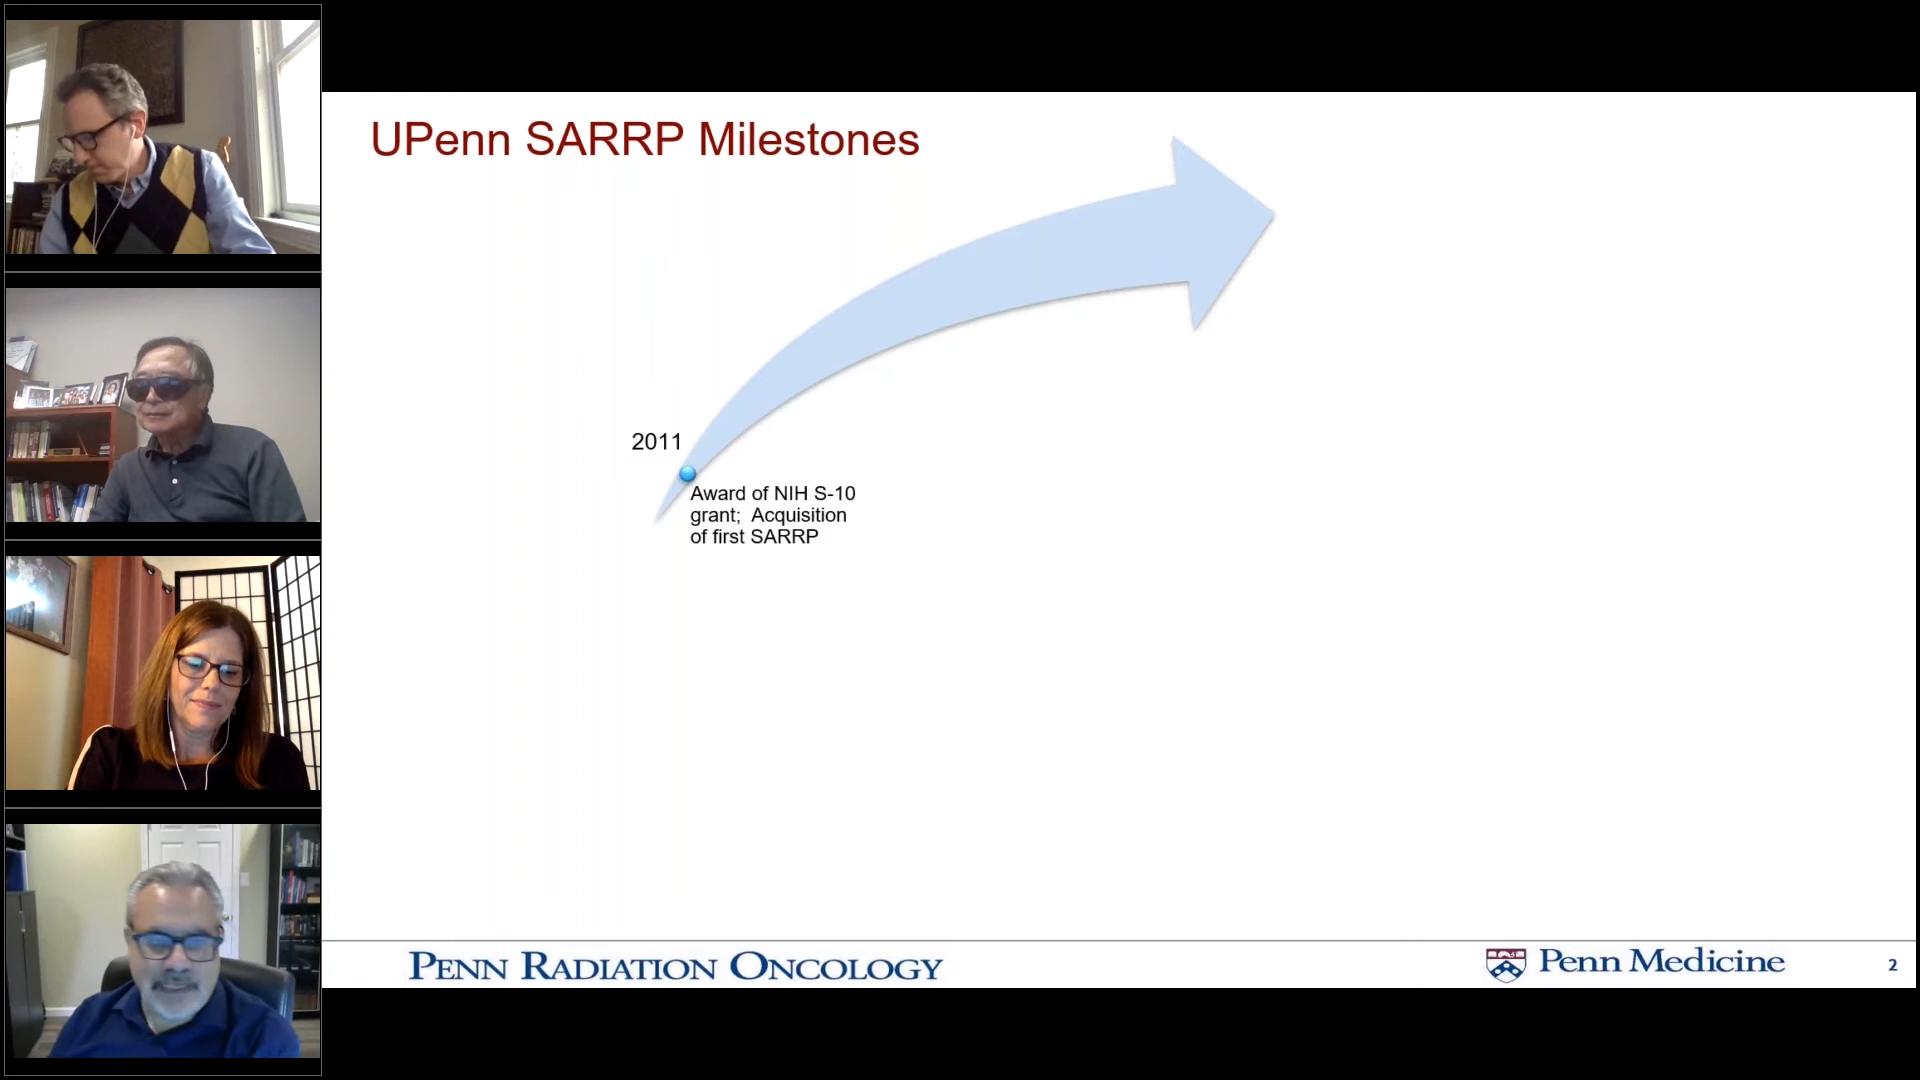 UPenn SARRP Milestones
2011
Award of NIH S-10
grant;  Acquisition
of first SARRP
PENN RADIATION ONCOLOGY
Penn Medicine
2